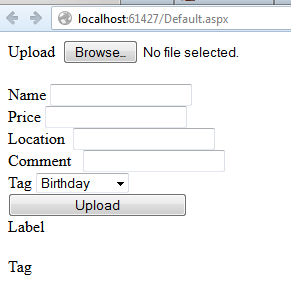 localhost:61427/Default.aspx
Upload Browse... No file selected.
Name
Price
Location
Comment
Tag Birthday
Upload
Label
Tag